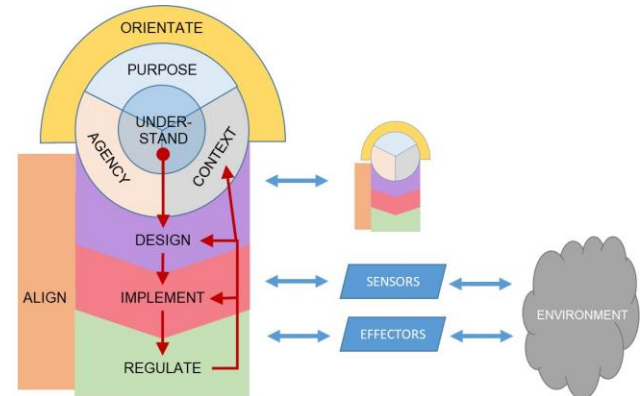 ORIENTATE
PURPOSE
UNDER-
STAND
AGENCY
CONTEXT
DESIGN
ALIGN
IMPLEMENT
REGULATE
SENSORS
EFFECTORS
ENVIRONMENT